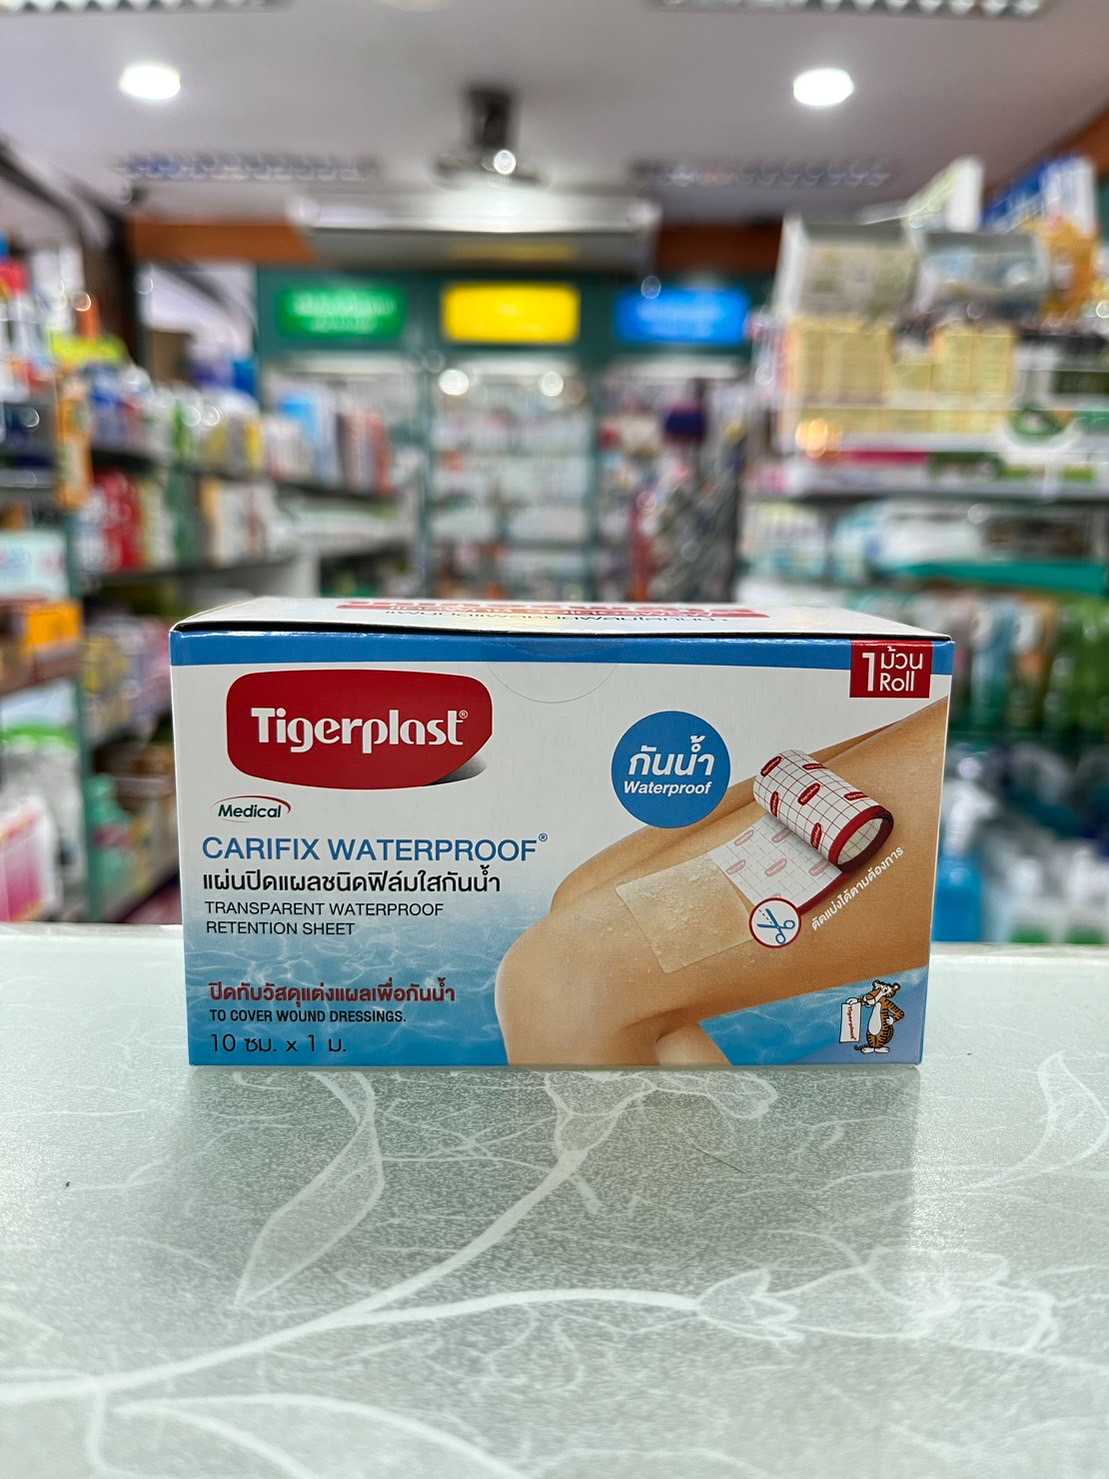 1 ม้วน
Roll
Tigerplast®
Medical
กันน้ำ
Waterproof
CARIFIX WATERPROOF®
แผ่นปิดแผลชนิดฟิล์มใสกันน้ำ
TRANSPARENT WATERPROOF
RETENTION SHEET
ตัดแบ่งได้ตามต้องการ
ปิดทับวัสดุแต่งแผลเพื่อกันน้ำ
TO COVER WOUND DRESSINGS.
10 ซม. x 1 ม.
Tigerplast